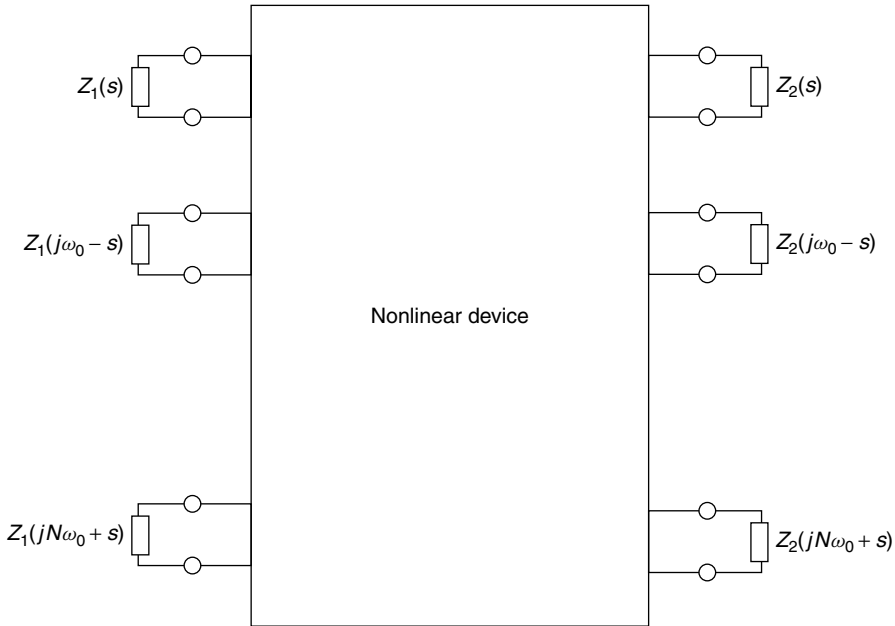 Z₁(s)
Z₂(s)
Z₁(jω₀ – s)
Z₂(jω₀ – s)
Nonlinear device
Z₁(jNω₀ + s)
Z₂(jNω₀ + s)